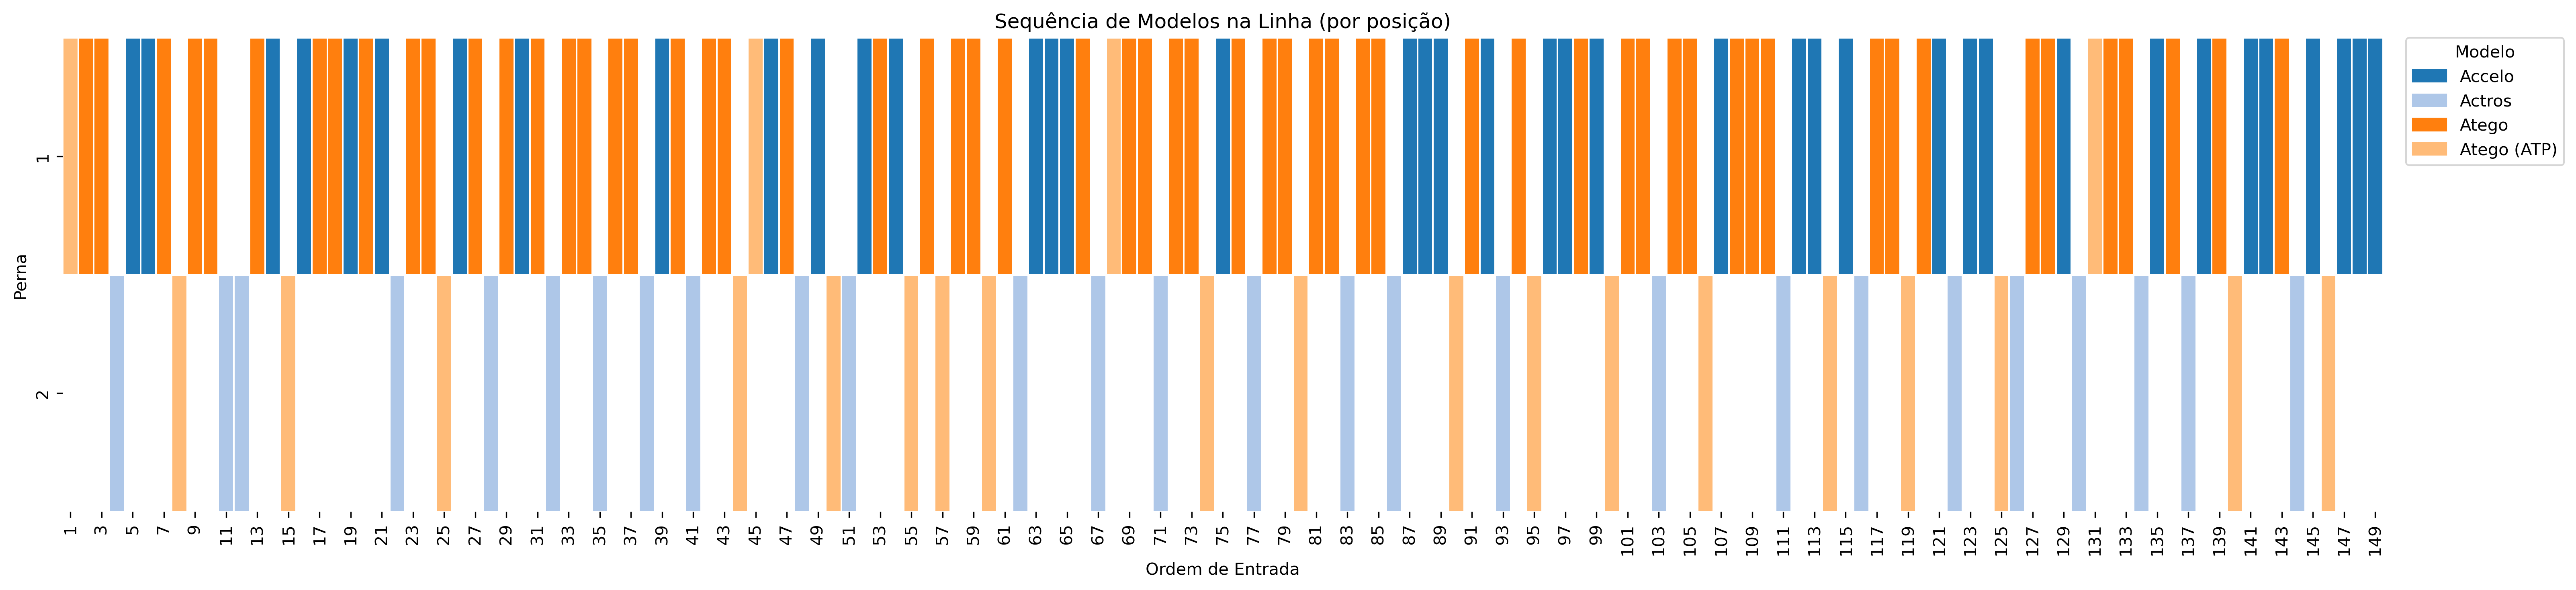 Sequência de Modelos na Linha (por posição)
Modelo
Accelo
Actros
Atego
Atego (ATP)
Perna
1
2
1 3 5 7 9 11 13 15 17 19 21 23 25 27 29 31 33 35 37 39 41 43 45 47 49 51 53 55 57 59 61 63 65 67 69 71 73 75 77 79 81 83 85 87 89 91 93 95 97 99 101 103 105 107 109 111 113 115 117 119 121 123 125 127 129 131 133 135 137 139 141 143 145 147 149
Ordem de Entrada